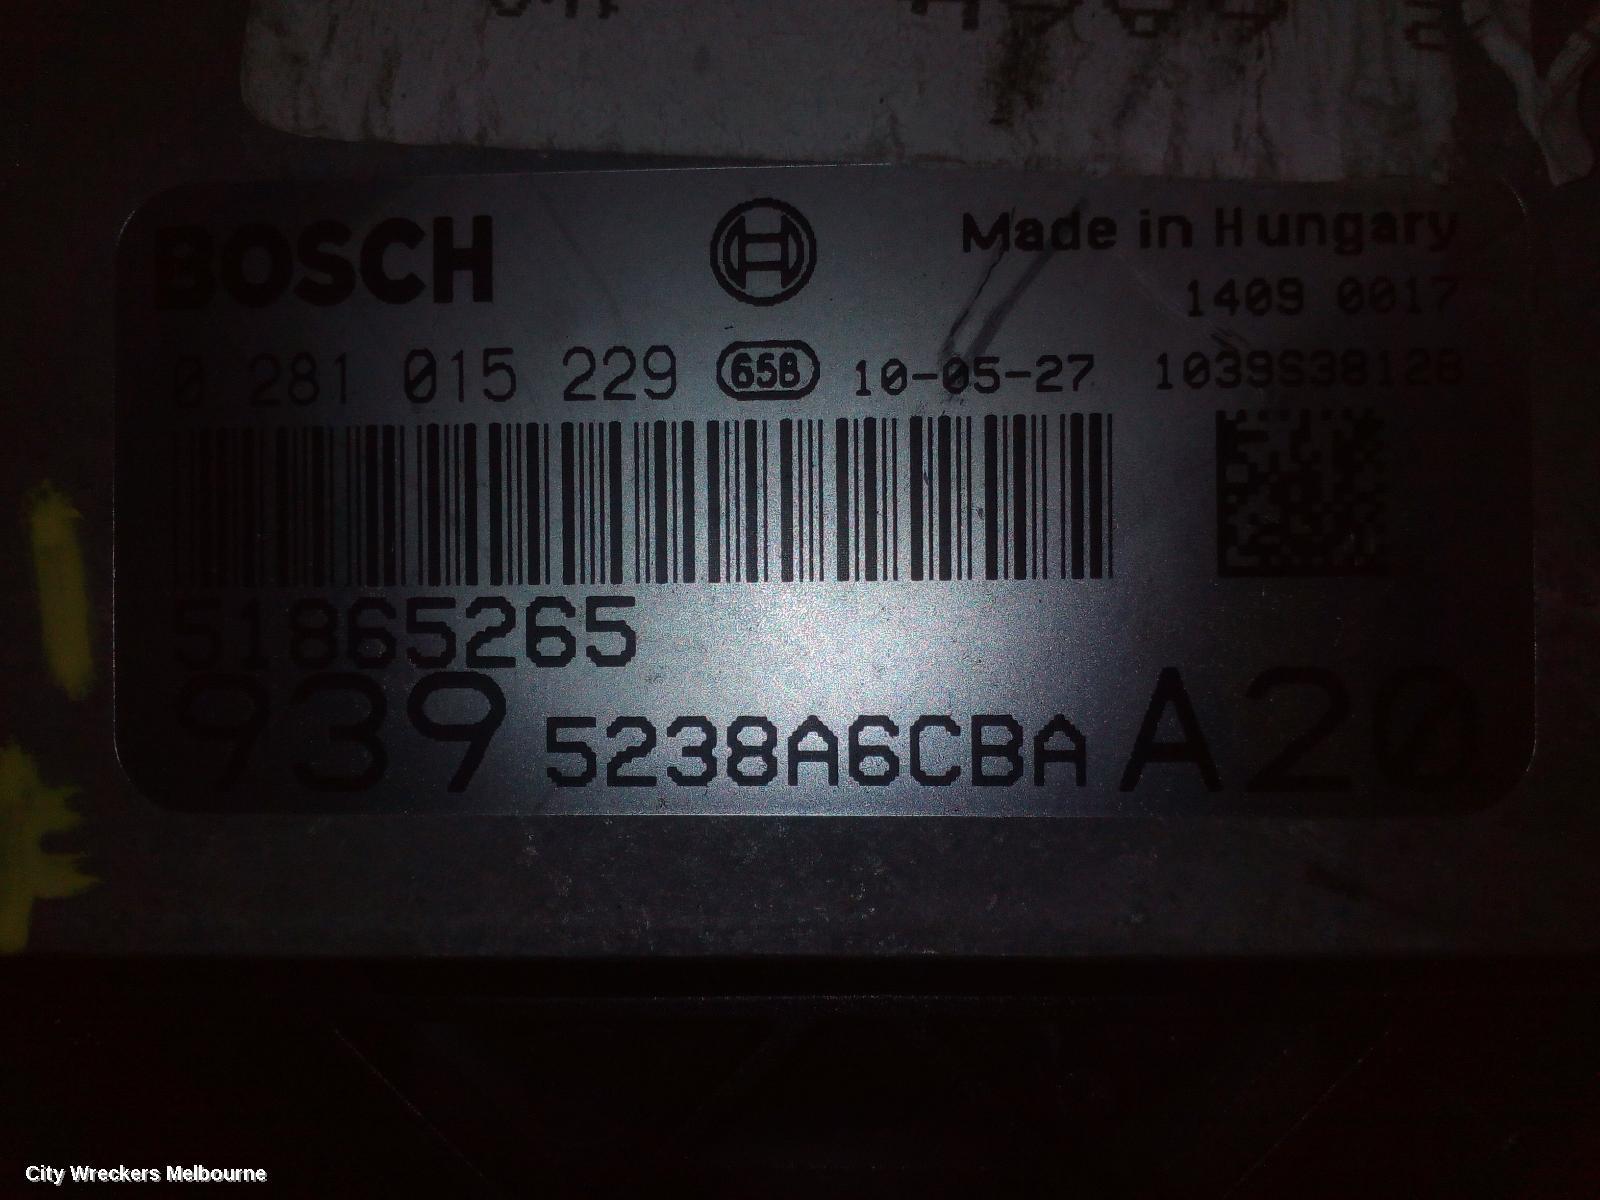 BOSCH
Made in Hungary
1409 0017
0 281 015 229 65B 10-05-27 1039S38128
51865265
939 5238A6CBA A20
City Wreckers Melbourne